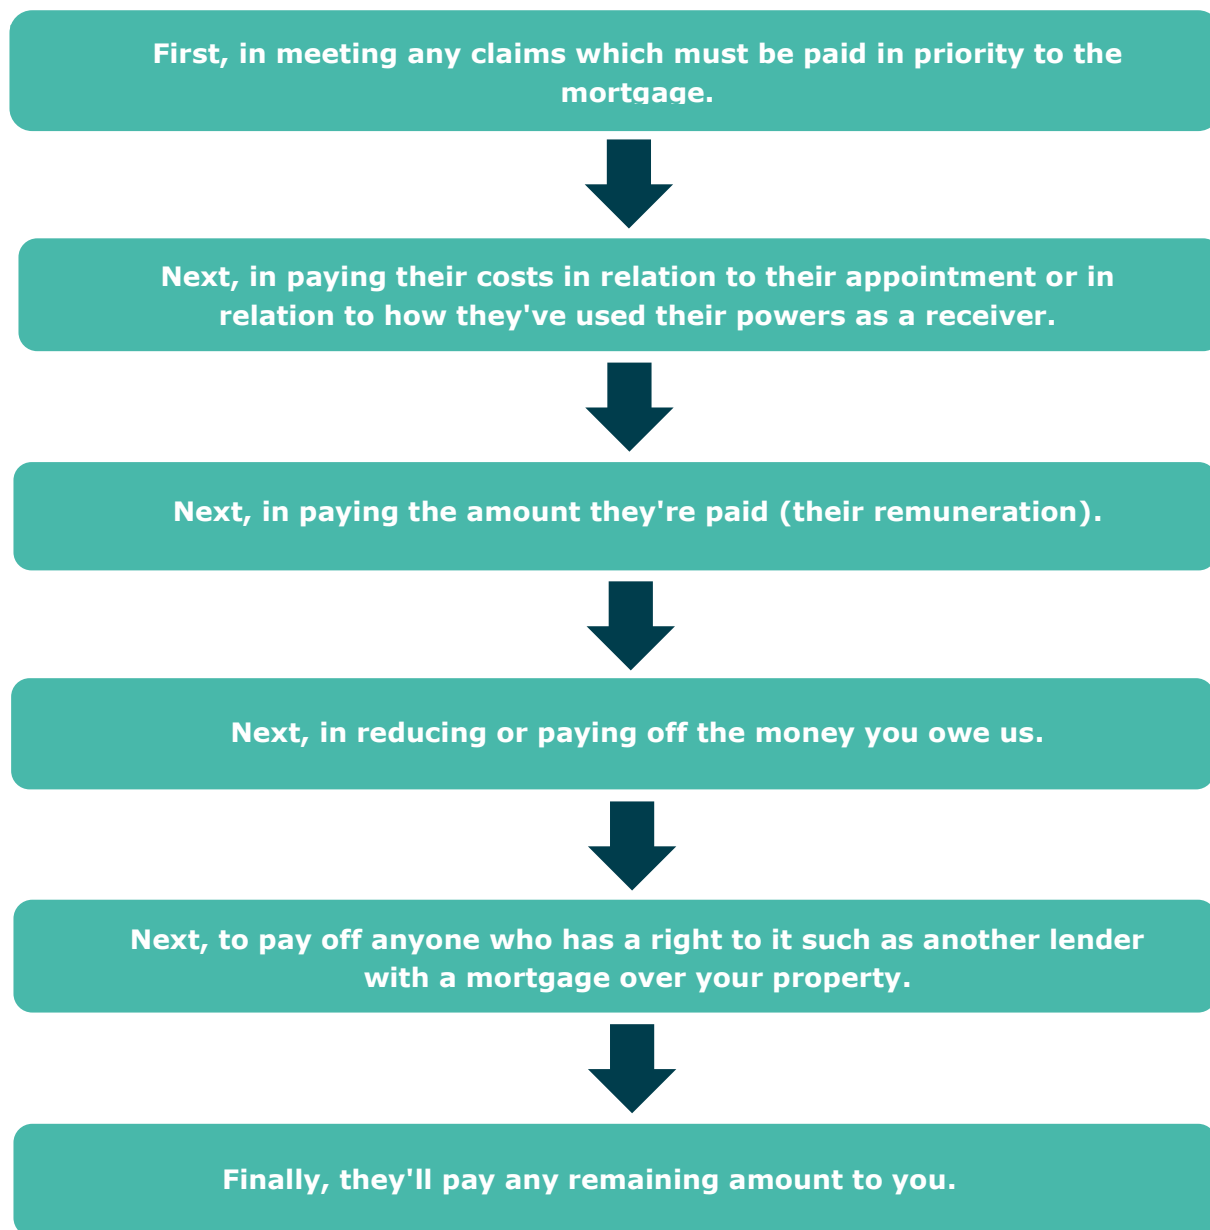 First, in meeting any claims which must be paid in priority to the
mortgage.
Next, in paying their costs in relation to their appointment or in
relation to how they've used their powers as a receiver.
Next, in paying the amount they're paid (their remuneration).
Next, in reducing or paying off the money you owe us.
Next, to pay off anyone who has a right to it such as another lender
with a mortgage over your property.
Finally, they'll pay any remaining amount to you.